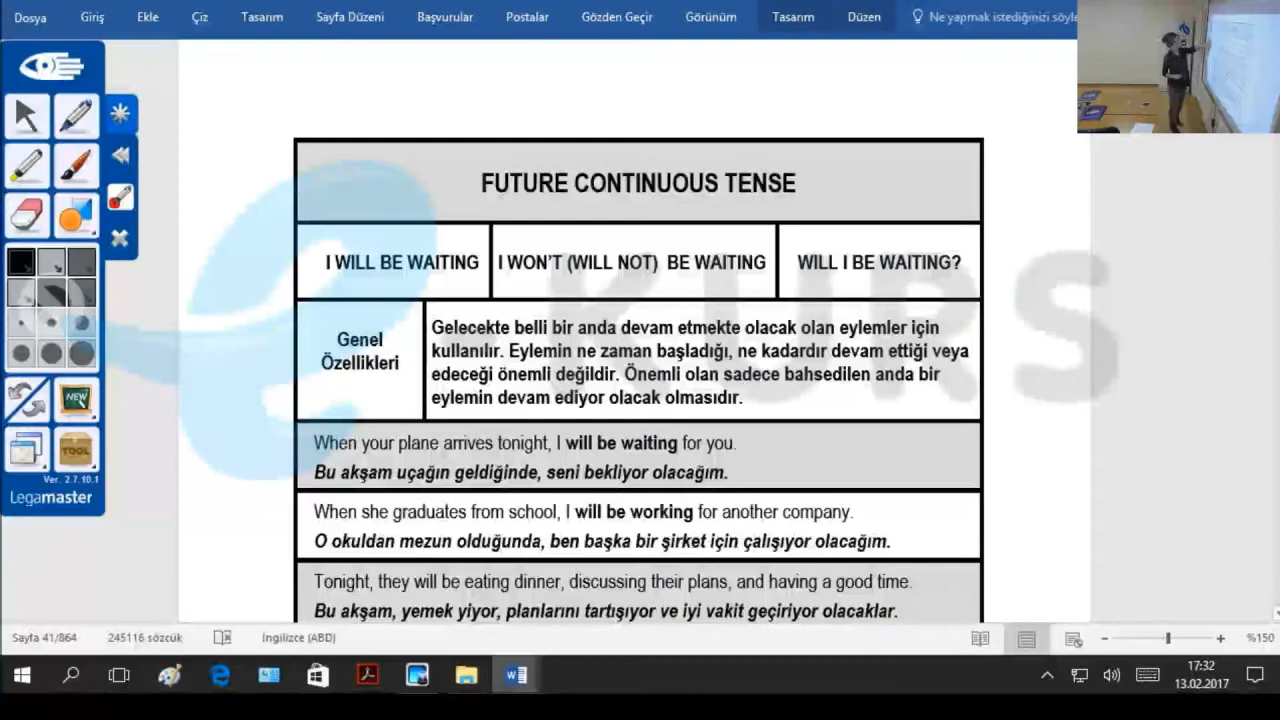 Dosya Giriş Ekle Çiz Tasarım Sayfa Düzeni Başvurular Postalar Gözden Geçir Görünüm Tasarım Düzen Ne yapmak istediğinizi söyle
FUTURE CONTINUOUS TENSE
I WILL BE WAITING
I WON'T (WILL NOT) BE WAITING
WILL I BE WAITING?
Genel
Özellikleri
Gelecekte belli bir anda devam etmekte olacak olan eylemler için
kullanılır. Eylemin ne zaman başladığı, ne kadardır devam ettiği veya
edeceği önemli değildir. Önemli olan sadece bahsedilen anda bir
eylemin devam ediyor olacak olmasıdır.
When your plane arrives tonight, I will be waiting for you.
Bu akşam uçağın geldiğinde, seni bekliyor olacağım.
When she graduates from school, I will be working for another company.
O okuldan mezun olduğunda, ben başka bir şirket için çalışıyor olacağım.
Tonight, they will be eating dinner, discussing their plans, and having a good time.
Bu akşam, yemek yiyor, planlarını tartışıyor ve iyi vakit geçiriyor olacaklar.
e KURS
NEW
TOOL
Ver. 2.7.10.1
Legamaster
Sayfa 41/864 245116 sözcük İngilizce (ABD) %150
17:32
13.02.2017